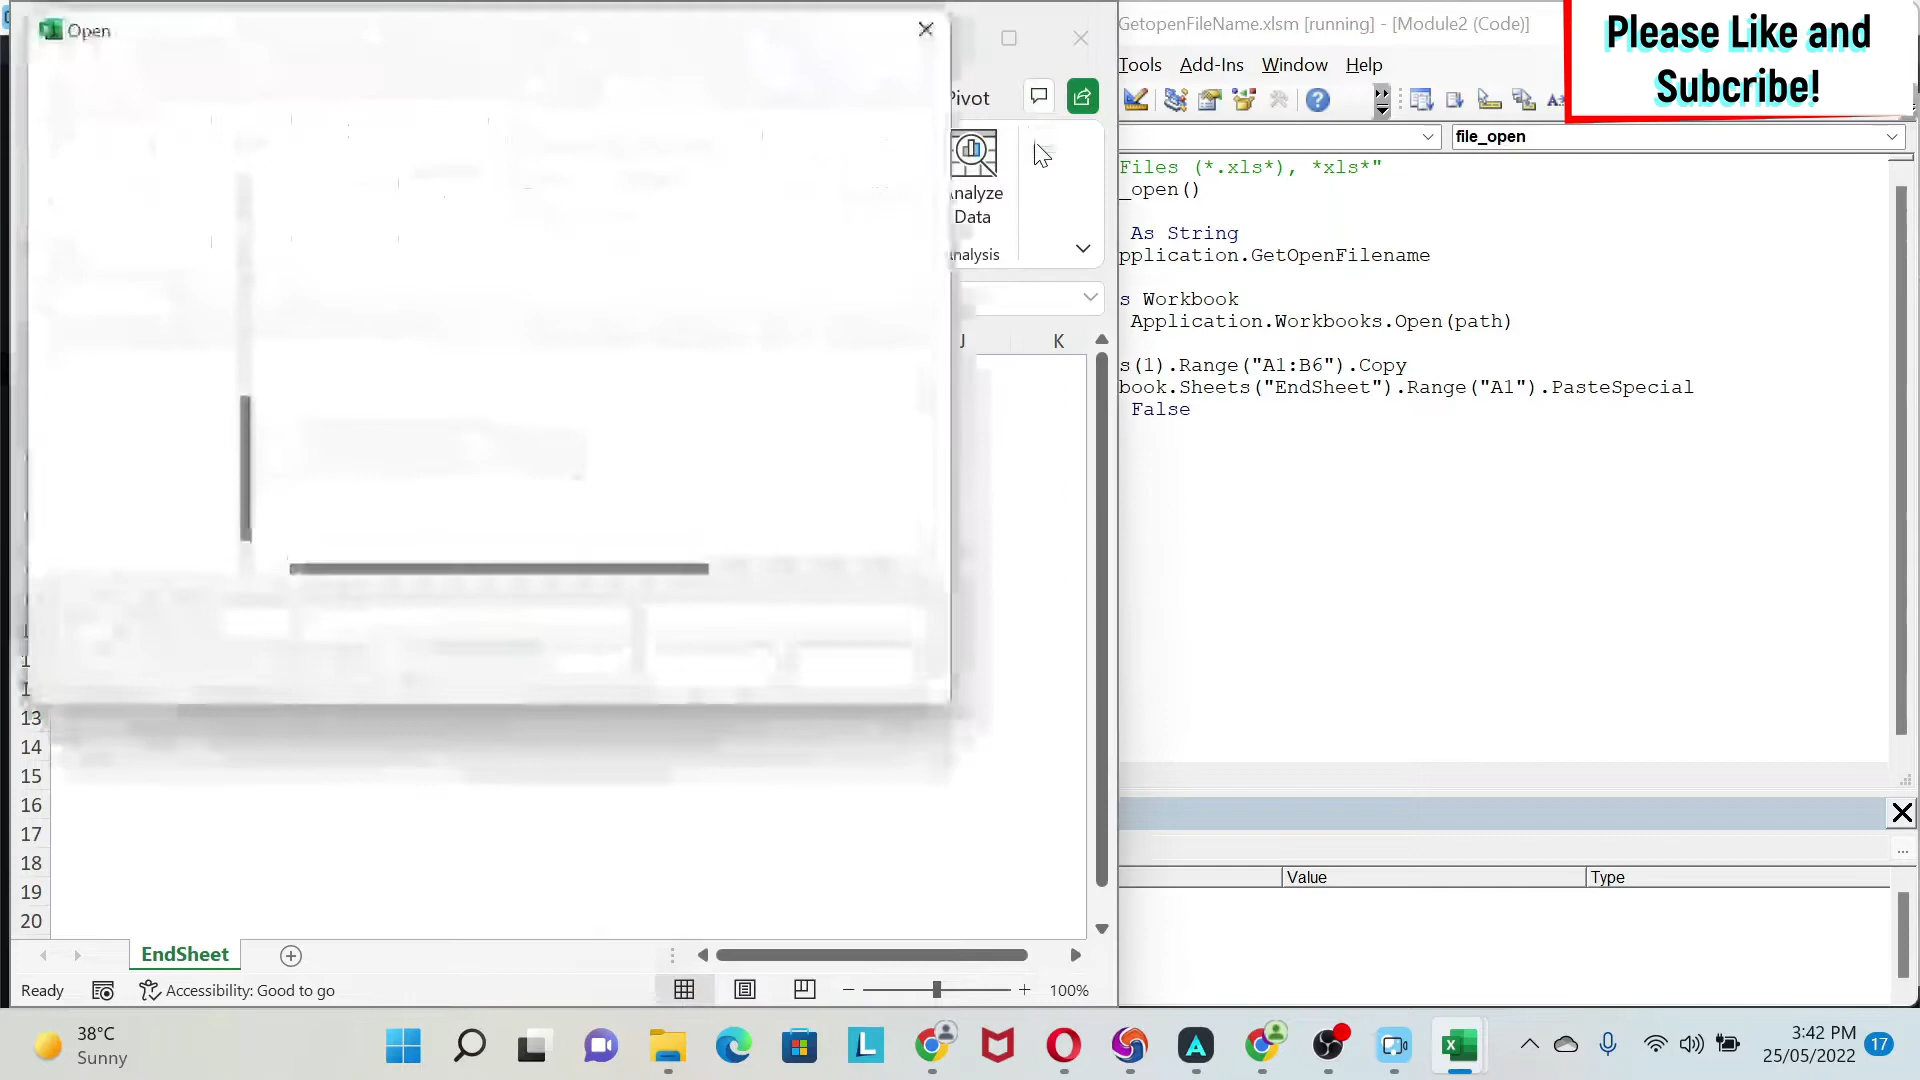 Open
GetopenFileName.xlsm [running] - [Module2 (Code)]
Please Like and
Subcribe!
Tools Add-Ins Window Help
Pivot
file_open
Analyze
Data
Analysis
Files (*.xls*), *xls*"
_open()
As String
pplication.GetOpenFilename
s Workbook
Application.Workbooks.Open(path)
s(1).Range("A1:B6").Copy
book.Sheets("EndSheet").Range("A1").PasteSpecial
False
J K
13
14
15
16
17
18
19
20
Value Type
EndSheet
Ready Accessibility: Good to go 100%
38°C
Sunny
3:42 PM
25/05/2022
17